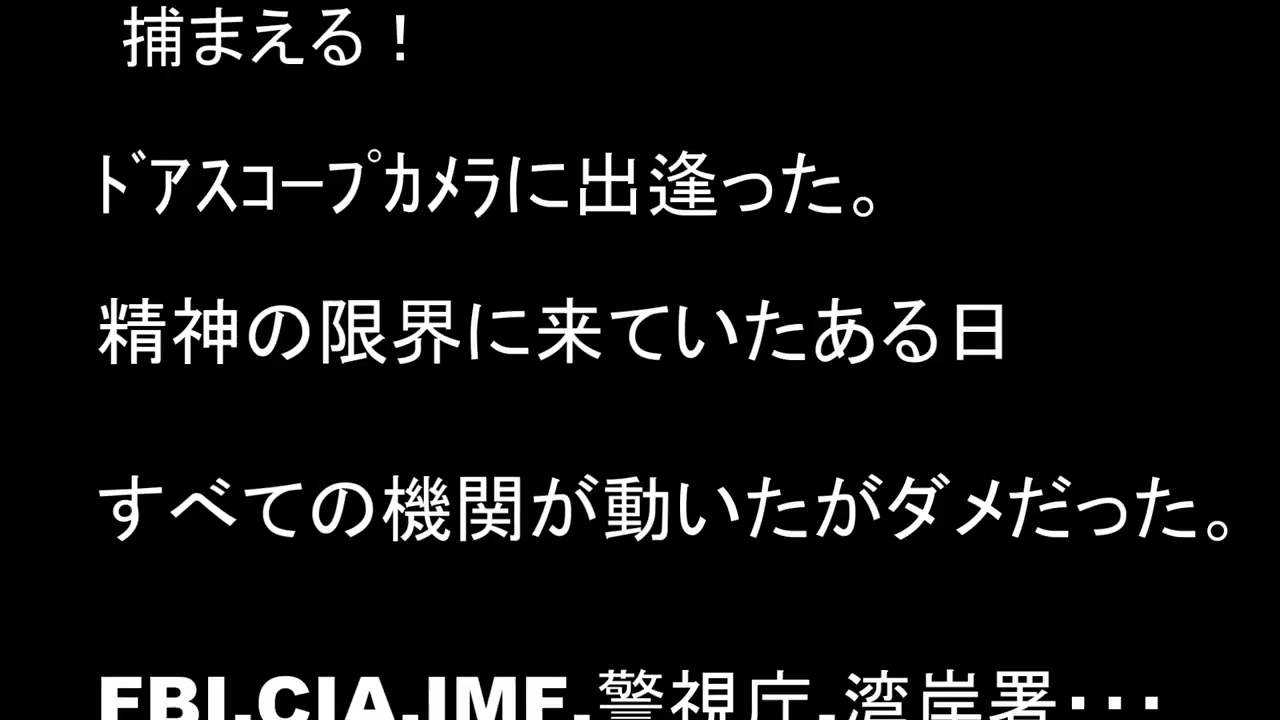 捕まえる！
ﾄﾞｱｽｺｰﾌﾟｶﾒﾗに出逢った。
精神の限界に来ていたある日
すべての機関が動いたがダメだった。
FBI.CIA.IMF.警視庁.湾岸署・・・